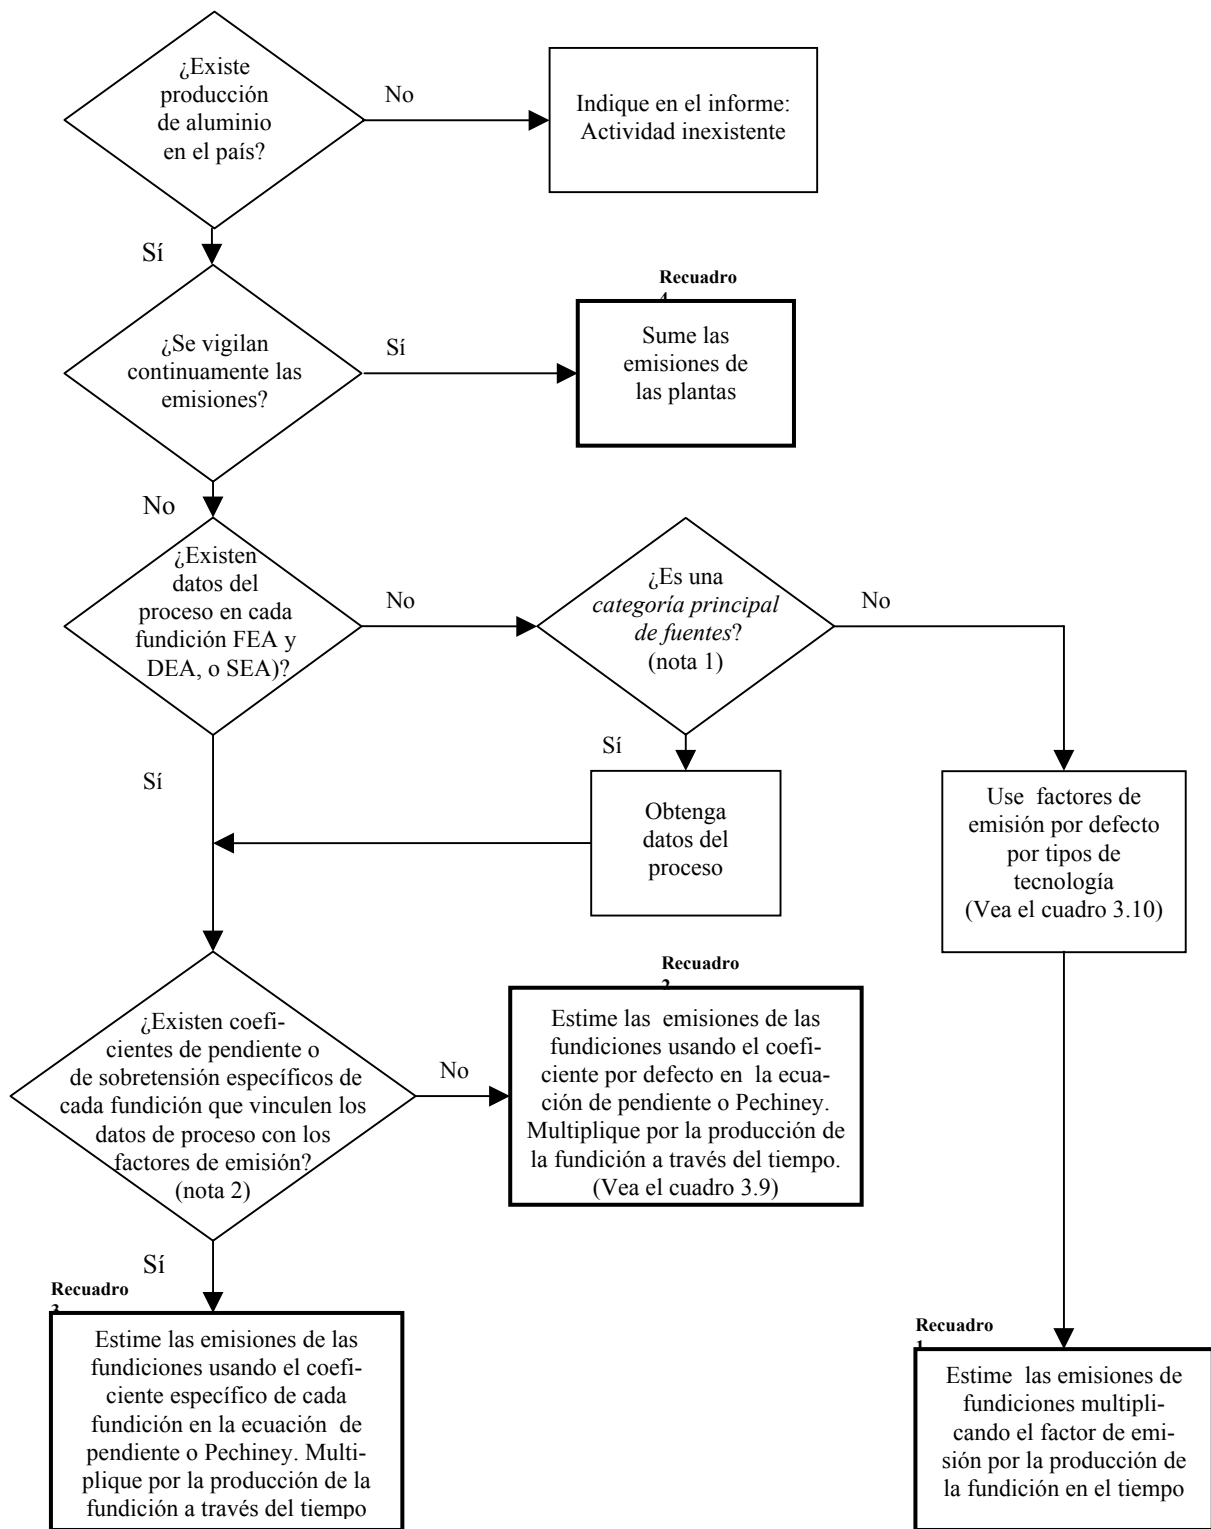 ¿Existe
producción
de aluminio
en el país?
No
Indique en el informe:
Actividad inexistente
Sí
¿Se vigilan
continuamente las
emisiones?
Sí
Recuadro
4
Sume las
emisiones de
las plantas
No
¿Existen
datos del
proceso en cada
fundición FEA y
DEA, o SEA)?
No
¿Es una
categoría principal
de fuentes?
(nota 1)
No
Sí
Sí
Obtenga
datos del
proceso
Use factores de
emisión por defecto
por tipos de
tecnología
(Vea el cuadro 3.10)
¿Existen coefi-
cientes de pendiente o
de sobretensión específicos de
cada fundición que vinculen los
datos de proceso con los
factores de emisión?
(nota 2)
No
Recuadro
2
Estime las emisiones de las
fundiciones usando el coefi-
ciente por defecto en la ecua-
ción de pendiente o Pechiney.
Multiplique por la producción de
la fundición a través del tiempo.
(Vea el cuadro 3.9)
Sí
Recuadro
3
Estime las emisiones de las
fundiciones usando el coefi-
ciente específico de cada
fundición en la ecuación de
pendiente o Pechiney. Multi-
plique por la producción de la
fundición a través del tiempo
Recuadro
1
Estime las emisiones de
fundiciones multipli-
cando el factor de emi-
sión por la producción de
la fundición en el tiempo